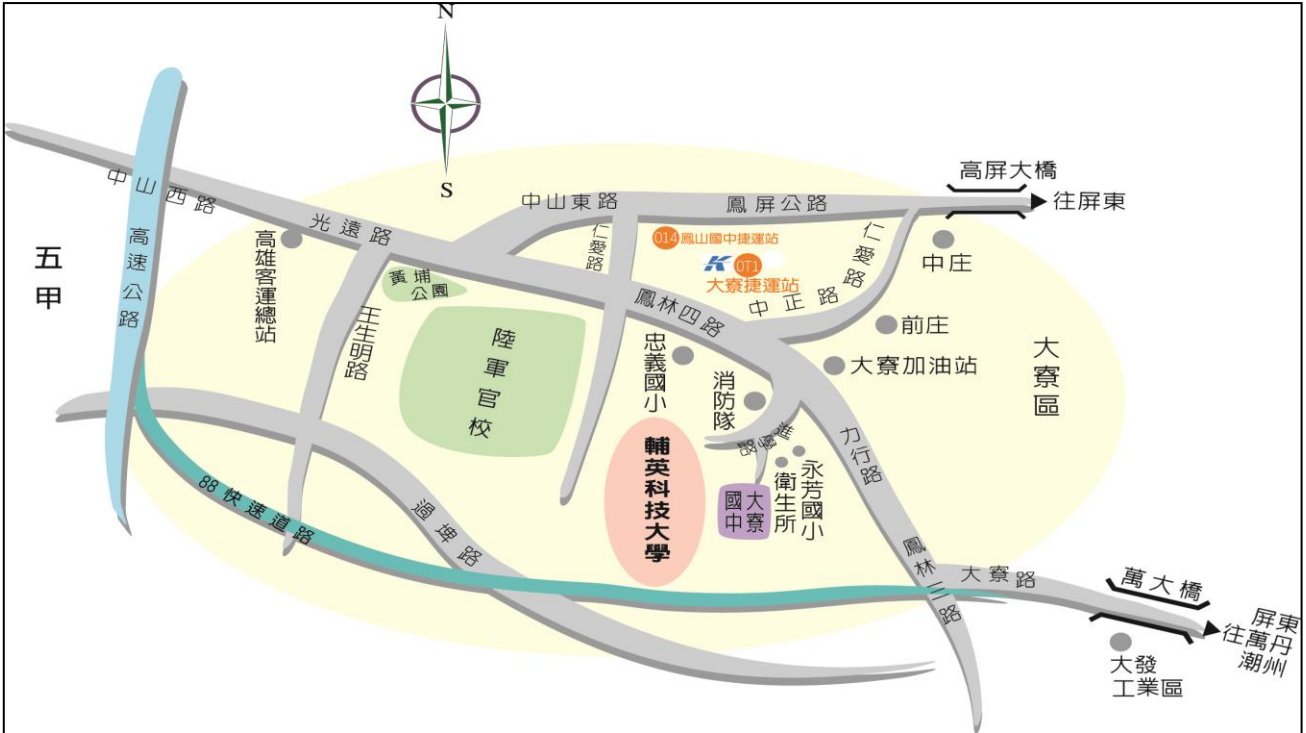 N
S
高屏大橋
往屏東
中山西路
中山東路
鳳屏公路
光遠路
高速公路
五甲
高雄客運總站
仁愛路
014 鳳山國中捷運站
K OT1
大寮捷運站
仁愛路
中庄
黃埔
公園
王生明路
鳳林四路
中正路
前庄
陸軍官校
忠義國小
消防隊
大寮加油站
大寮區
進學路
力行路
輔英科技大學
大寮
國中
衛生所
永芳國小
88快速道路
過埤路
鳳林三路
大寮路
萬大橋
屏東
往萬丹
潮州
大發
工業區